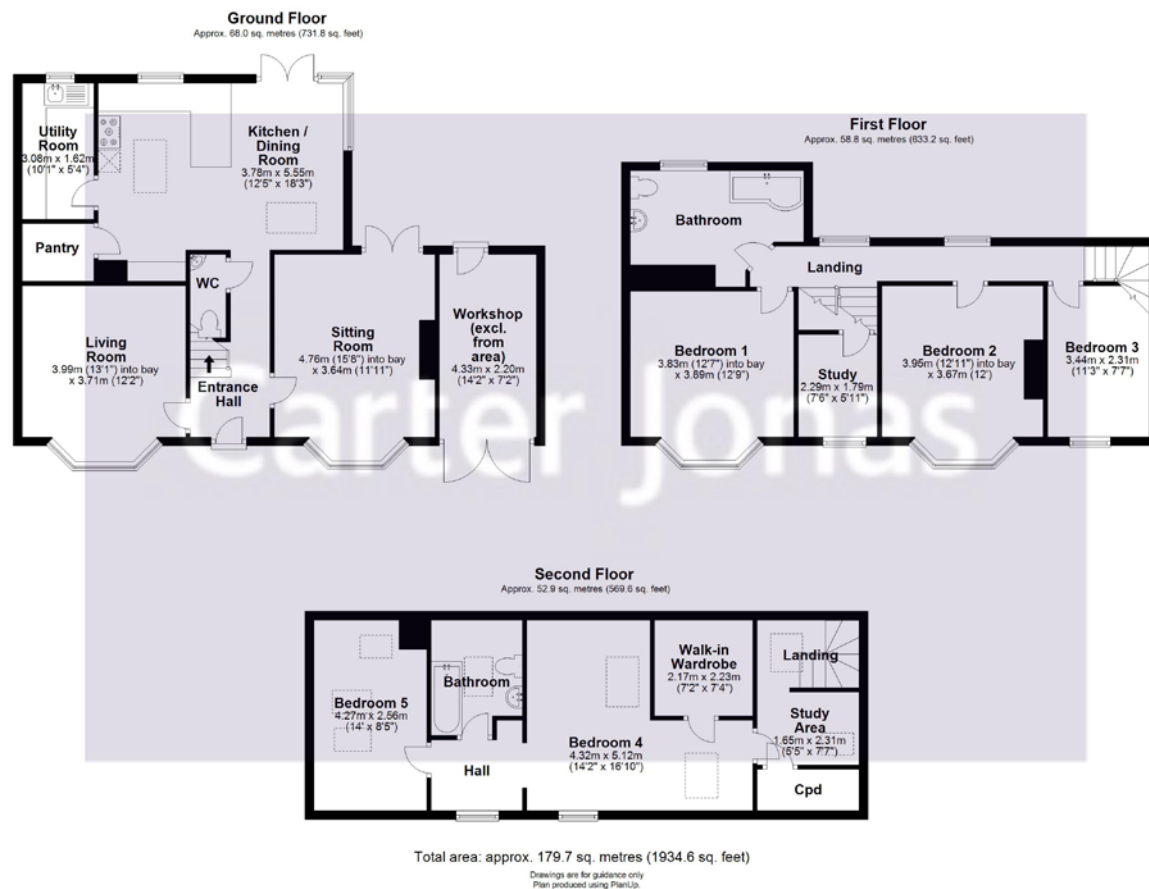 Ground Floor
Approx. 68.0 sq. metres (731.8 sq. feet)
Utility
Room
3.08m x 1.62m
(10'1" x 5'4")
Kitchen /
Dining
Room
3.78m x 5.55m
(12'5" x 18'3")
Pantry
WC
Living
Room
3.99m (13'1") into bay
x 3.71m (12'2")
Entrance
Hall
Sitting
Room
4.76m (15'8") into bay
x 3.64m (11'11")
Workshop
(excl.
from
area)
4.33m x 2.20m
(14'2" x 7'2")
First Floor
Approx. 58.8 sq. metres (633.2 sq. feet)
Bathroom
Landing
Bedroom 1
3.83m (12'7") into bay
x 3.89m (12'9")
Study
2.29m x 1.79m
(7'6" x 5'11")
Bedroom 2
3.95m (12'11") into bay
x 3.67m (12')
Bedroom 3
3.44m x 2.31m
(11'3" x 7'7")
Carter Jonas
Second Floor
Approx. 52.9 sq. metres (569.6 sq. feet)
Bedroom 5
4.27m x 2.56m
(14' x 8'5")
Bathroom
Hall
Bedroom 4
4.32m x 5.12m
(14'2" x 16'10")
Walk-in
Wardrobe
2.17m x 2.23m
(7'2" x 7'4")
Landing
Study
Area
1.65m x 2.31m
(5'5" x 7'7")
Cpd
Total area: approx. 179.7 sq. metres (1934.6 sq. feet)
Drawings are for guidance only
Plan produced using PlanUp.